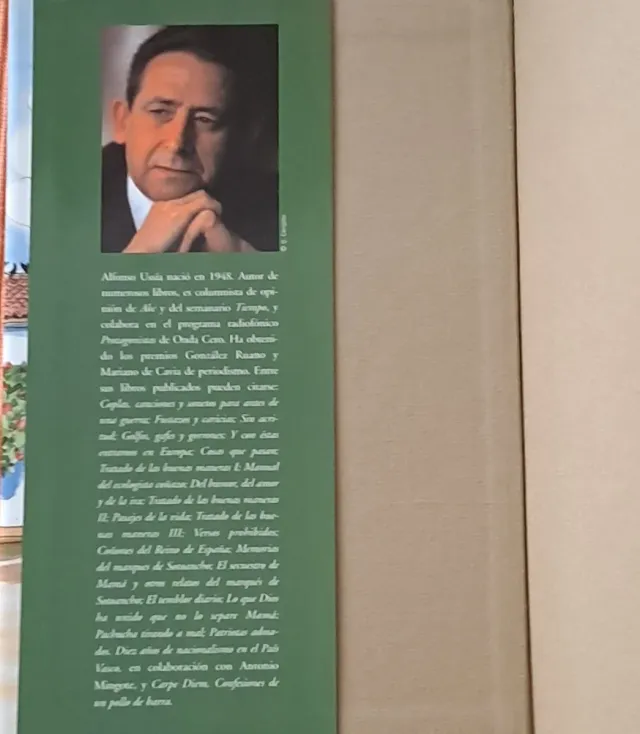 Alfonso Ussía nació en 1948. Autor de
numerosos libros, es columnista de opi-
nión de Abc y del semanario Tiempo, y
colabora en el programa radiofónico
Protagonistas de Onda Cero. Ha obteni-
do los premios González Ruano y
Mariano de Cavia de periodismo. Entre
sus libros publicados pueden citarse:
Coplas, canciones y sonetos para antes de
una guerra; Fustazos y caricias; Sin acri-
tud; Golfos, gafes y gorrones; Y con éstas
entramos en Europa; Cosas que pasan;
Tratado de las buenas maneras I; Manual
del ecologista coñazo; Del humor, del amor
y de la ira; Tratado de las buenas maneras
II; Pasajes de la vida; Tratado de las bue-
nas maneras III; Versos prohibidos;
Coñones del Reino de España; Memorias
del marqués de Sotoancho; El secuestro de
Mamá y otros relatos del marqués de
Sotoancho; El temblor diario; Lo que Dios
ha unido que no lo separe Mamá;
Pachucha tirando a mal; Patriotas adosa-
dos. Diez años de nacionalismo en el País
Vasco, en colaboración con Antonio
Mingote, y Carpe Diem. Confesiones de
un pollo de barra.